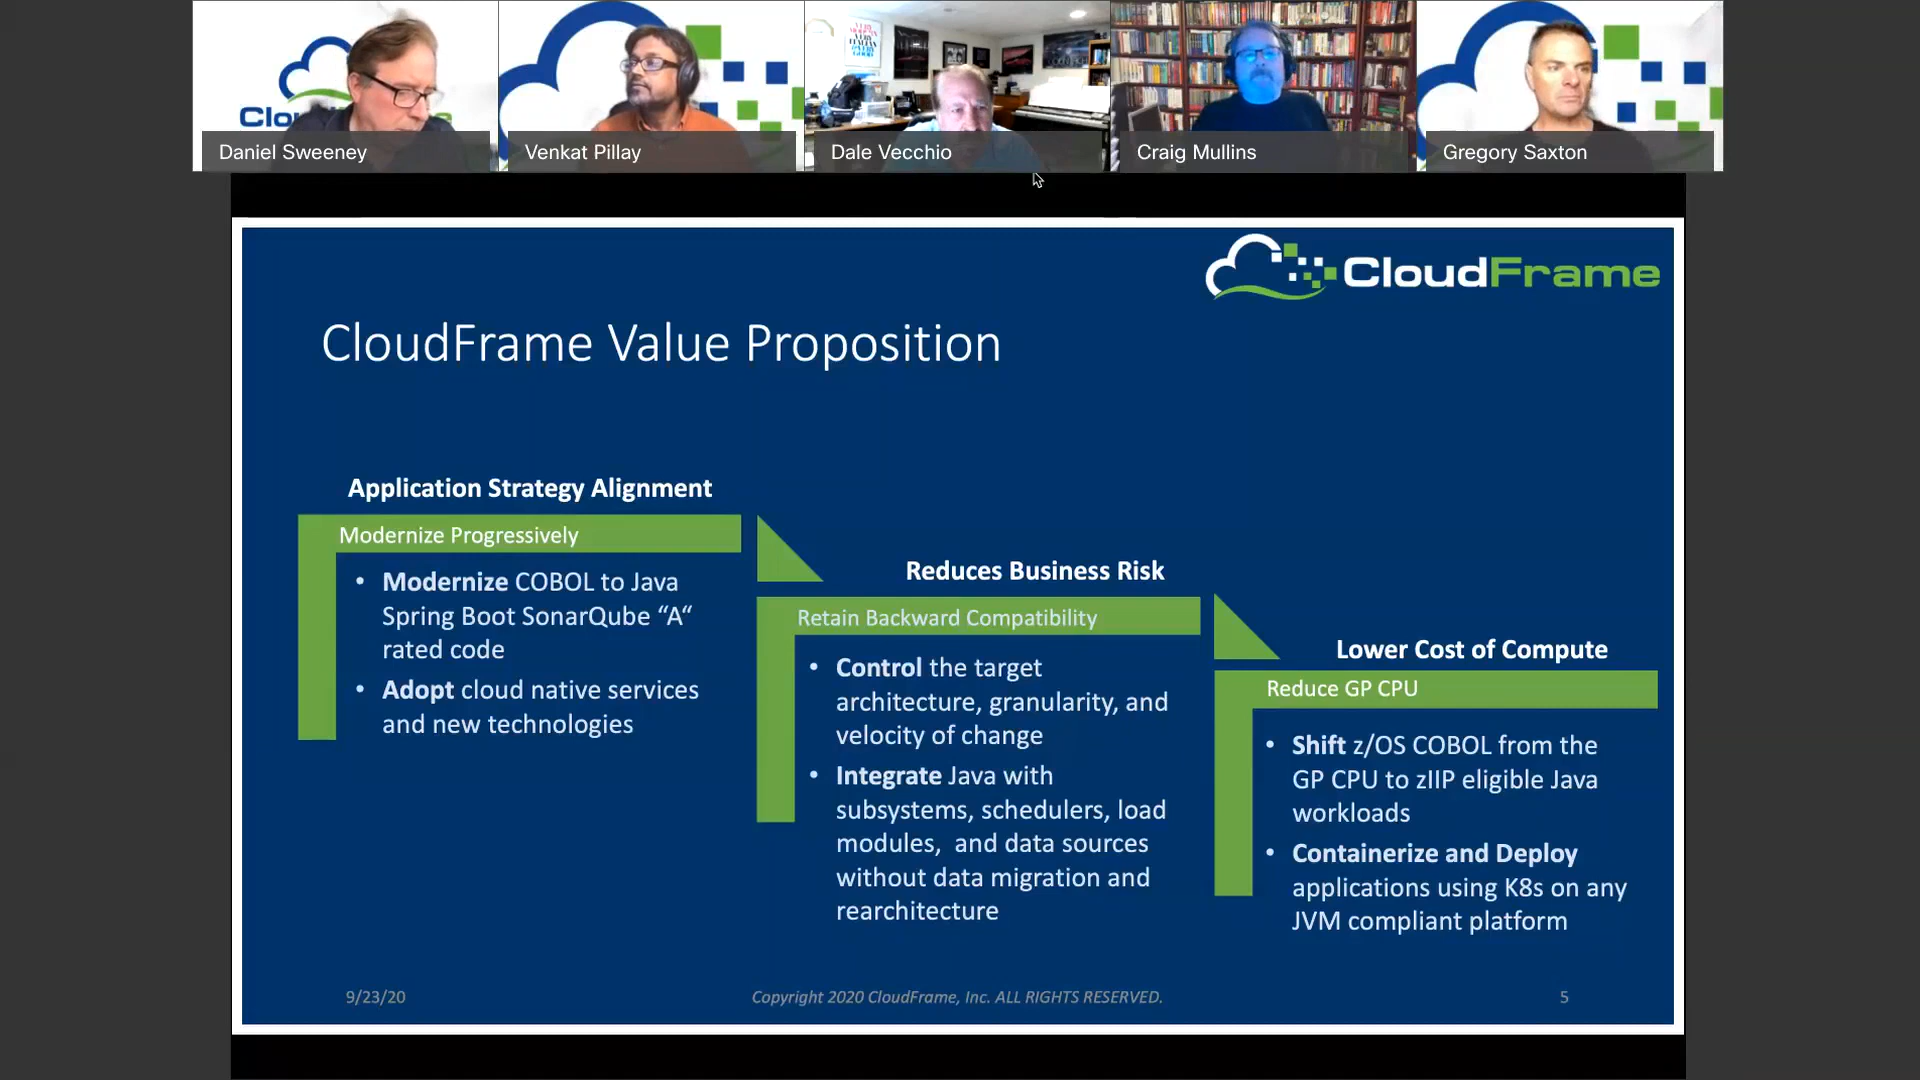 Daniel Sweeney
Venkat Pillay
Dale Vecchio
Craig Mullins
Gregory Saxton
CloudFrame
CloudFrame Value Proposition
Application Strategy Alignment
Modernize Progressively
• Modernize COBOL to Java
Spring Boot SonarQube “A“
rated code
• Adopt cloud native services
and new technologies
Reduces Business Risk
Retain Backward Compatibility
• Control the target
architecture, granularity, and
velocity of change
• Integrate Java with
subsystems, schedulers, load
modules, and data sources
without data migration and
rearchitecture
Lower Cost of Compute
Reduce GP CPU
• Shift z/OS COBOL from the
GP CPU to zIIP eligible Java
workloads
• Containerize and Deploy
applications using K8s on any
JVM compliant platform
9/23/20
Copyright 2020 CloudFrame, Inc. ALL RIGHTS RESERVED.
5